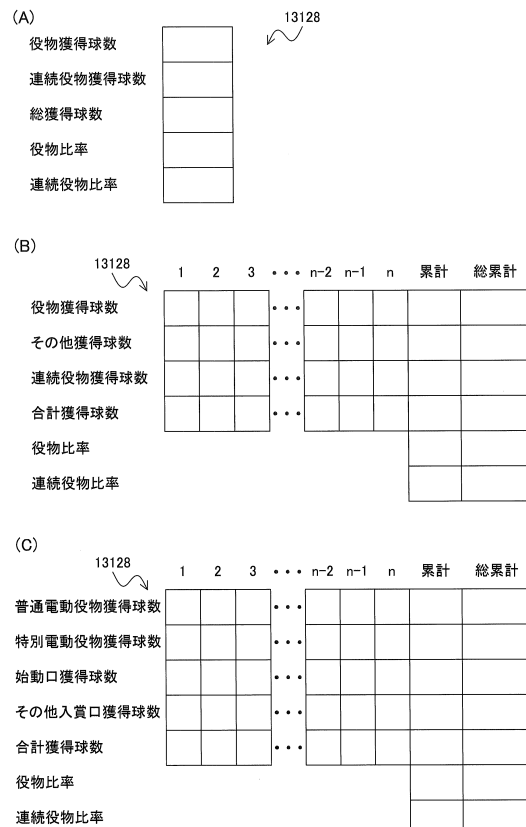 (A)
13128
役物獲得球数
連続役物獲得球数
総獲得球数
役物比率
連続役物比率
(B)
13128
1 2 3 ・・・ n-2 n-1 n 累計 総累計
役物獲得球数 ・・・
その他獲得球数 ・・・
連続役物獲得球数 ・・・
合計獲得球数 ・・・
役物比率
連続役物比率
(C)
13128
1 2 3 ・・・ n-2 n-1 n 累計 総累計
普通電動役物獲得球数 ・・・
特別電動役物獲得球数 ・・・
始動口獲得球数 ・・・
その他入賞口獲得球数 ・・・
合計獲得球数 ・・・
役物比率
連続役物比率